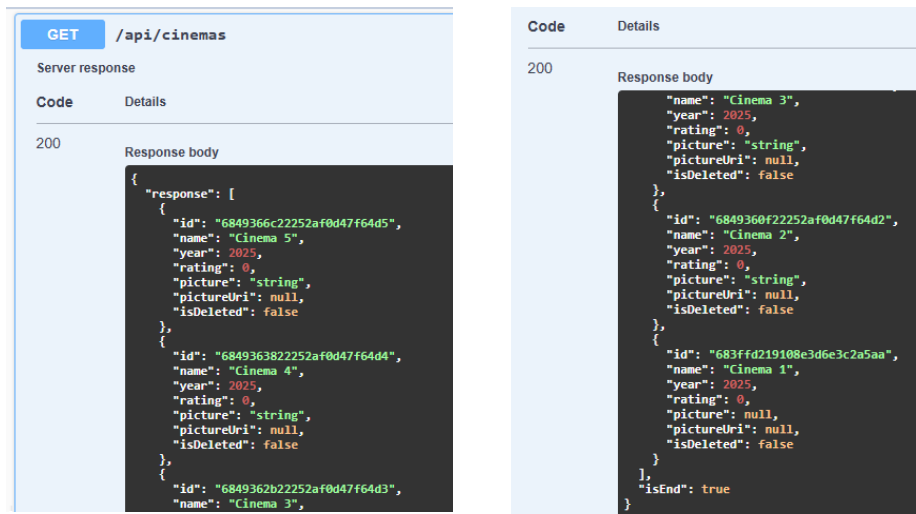 GET /api/cinemas
Server response
Code Details
200
Response body
{
"response": [
{
"id": "6849366c22252af0d47f64d5",
"name": "Cinema 5",
"year": 2025,
"rating": 0,
"picture": "string",
"pictureUri": null,
"isDeleted": false
},
{
"id": "6849363822252af0d47f64d4",
"name": "Cinema 4",
"year": 2025,
"rating": 0,
"picture": "string",
"pictureUri": null,
"isDeleted": false
},
{
"id": "6849362b22252af0d47f64d3",
"name": "Cinema 3",
Code Details
200
Response body
"name": "Cinema 3",
"year": 2025,
"rating": 0,
"picture": "string",
"pictureUri": null,
"isDeleted": false
},
{
"id": "6849360f22252af0d47f64d2",
"name": "Cinema 2",
"year": 2025,
"rating": 0,
"picture": "string",
"pictureUri": null,
"isDeleted": false
},
{
"id": "683ffd219108e3d6e3c2a5aa",
"name": "Cinema 1",
"year": 2025,
"rating": 0,
"picture": null,
"pictureUri": null,
"isDeleted": false
}
],
"isEnd": true
}